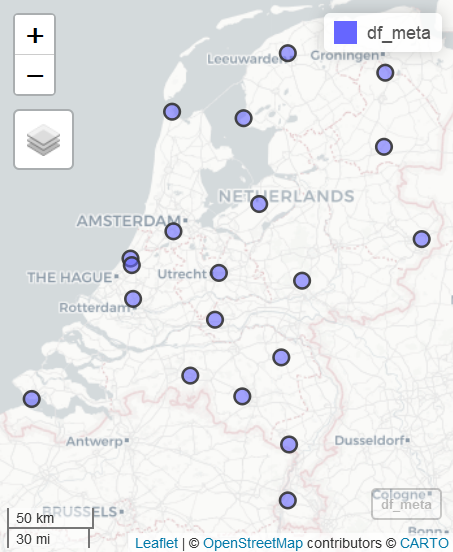 +
−
df_meta
Leeuwarden
Groningen
NETHERLANDS
AMSTERDAM
THE HAGUE
Utrecht
Rotterdam
Antwerp
Dusseldorf
Cologne
df_meta
BRUSSELS
Bonn
50 km
30 mi
Leaflet | © OpenStreetMap contributors © CARTO